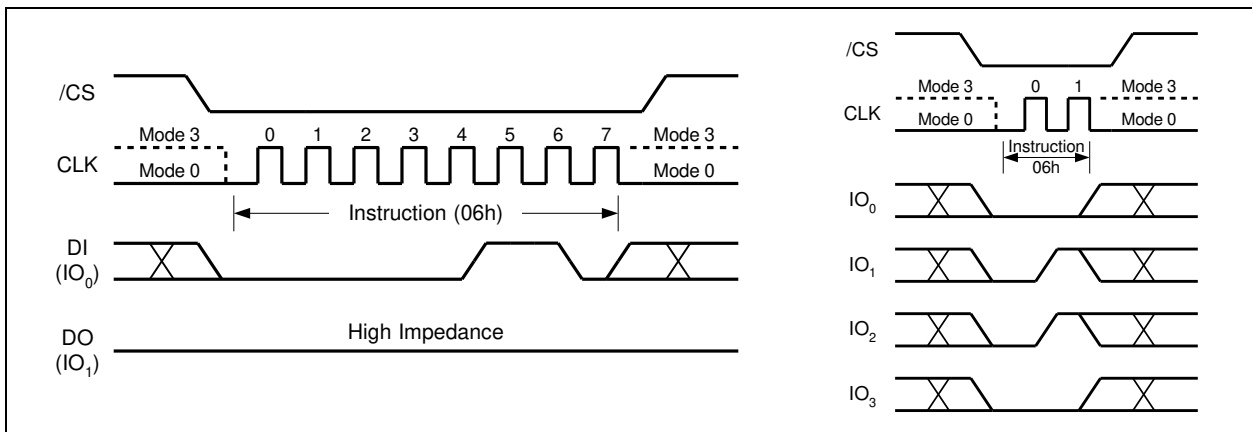 /CS
CLK
Mode 3
Mode 0
0 1 2 3 4 5 6 7
Mode 3
Mode 0
Instruction (06h)
DI
(IO0)
DO
(IO1)
High Impedance
/CS
CLK
Mode 3
Mode 0
0 1
Mode 3
Mode 0
Instruction
06h
IO0
IO1
IO2
IO3